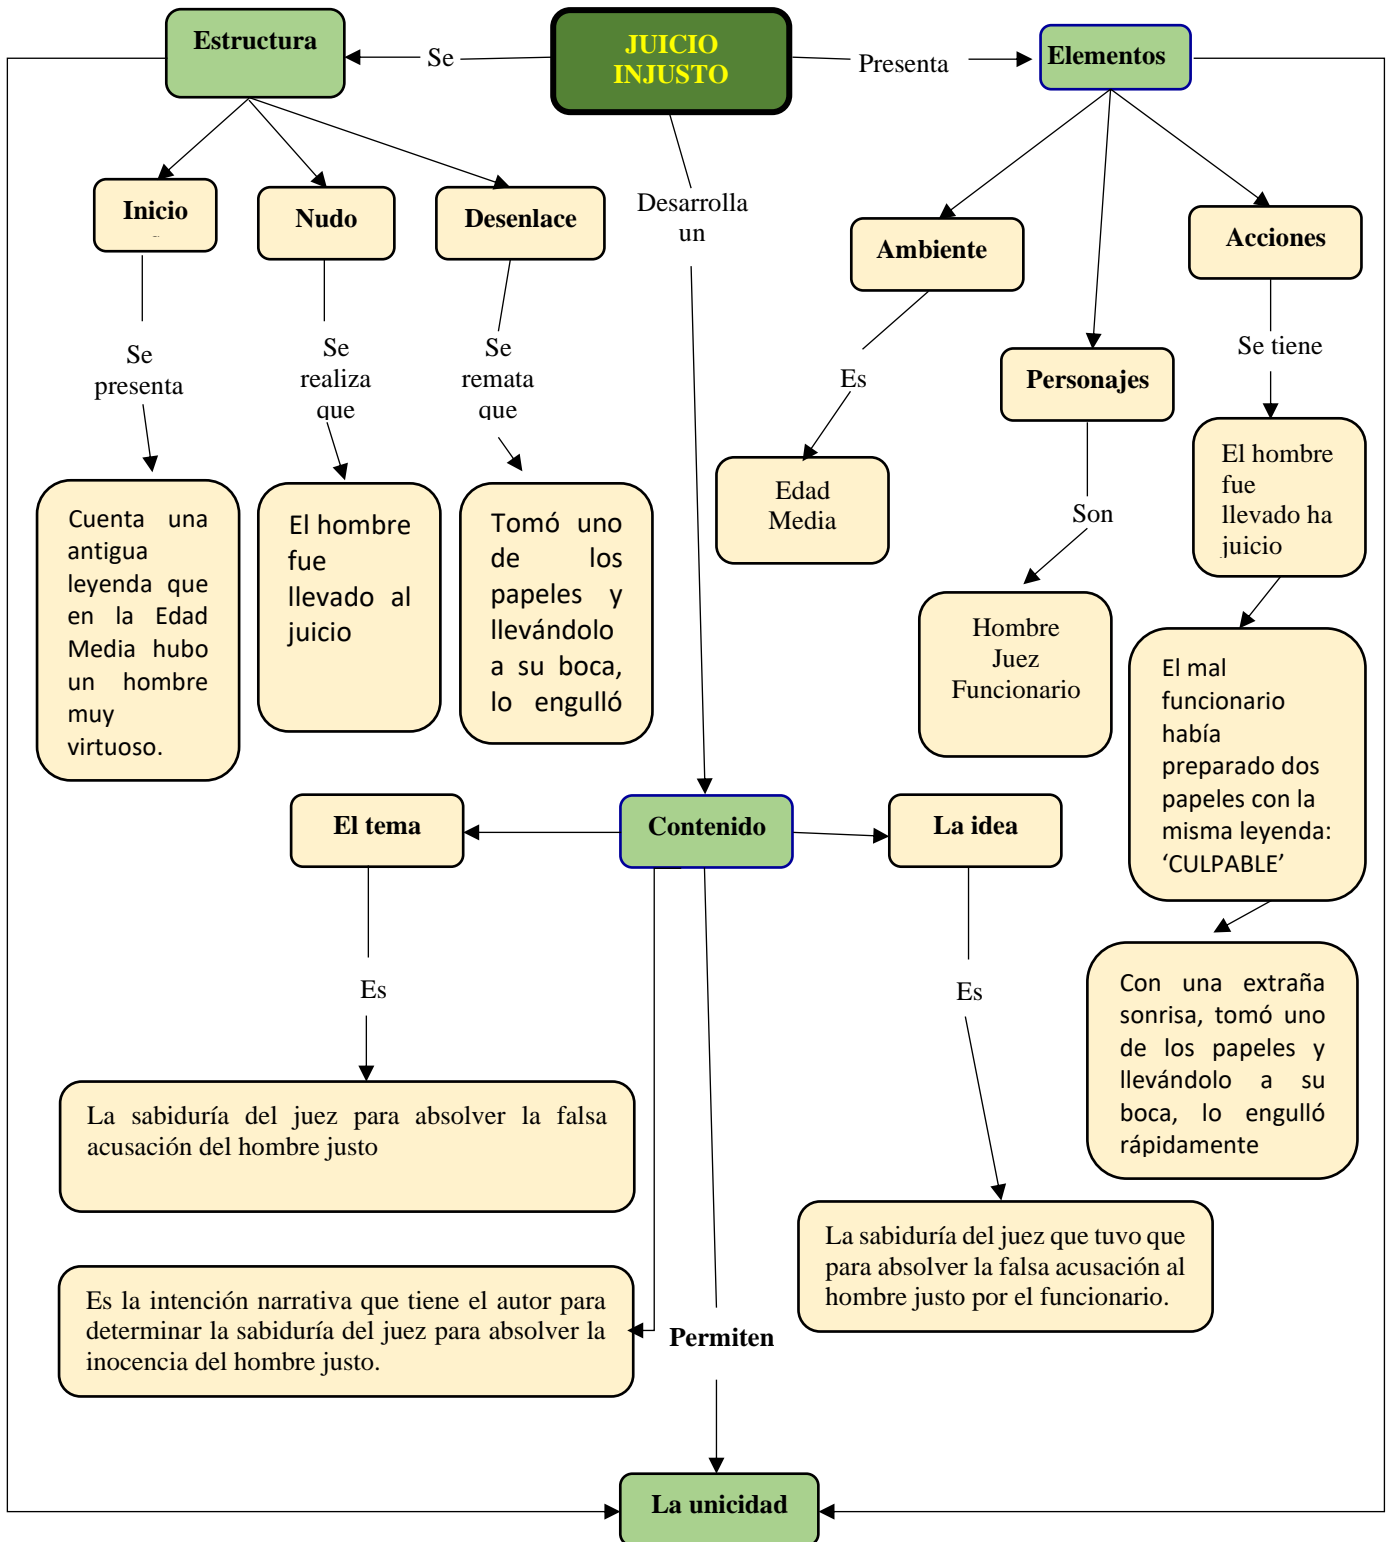 Estructura
Se
JUICIO
INJUSTO
Presenta
Elementos
Inicio
Nudo
Desenlace
Desarrolla
un
Ambiente
Acciones
Se
presenta
Se
realiza
que
Se
remata
que
Es
Personajes
Se tiene
Cuenta una
antigua
leyenda que
en la Edad
Media hubo
un hombre
muy
virtuoso.
El hombre
fue
llevado al
juicio
Tomó uno
de los
papeles y
llevándolo
a su boca,
lo engulló
Edad
Media
Son
El hombre
fue
llevado ha
juicio
Hombre
Juez
Funcionario
El mal
funcionario
había
preparado dos
papeles con la
misma leyenda:
‘CULPABLE’
El tema
Contenido
La idea
Es
Es
Con una extraña
sonrisa, tomó uno
de los papeles y
llevándolo a su
boca, lo engulló
rápidamente
La sabiduría del juez para absolver la falsa
acusación del hombre justo
La sabiduría del juez que tuvo que
para absolver la falsa acusación al
hombre justo por el funcionario.
Es la intención narrativa que tiene el autor para
determinar la sabiduría del juez para absolver la
inocencia del hombre justo.
Permiten
La unicidad